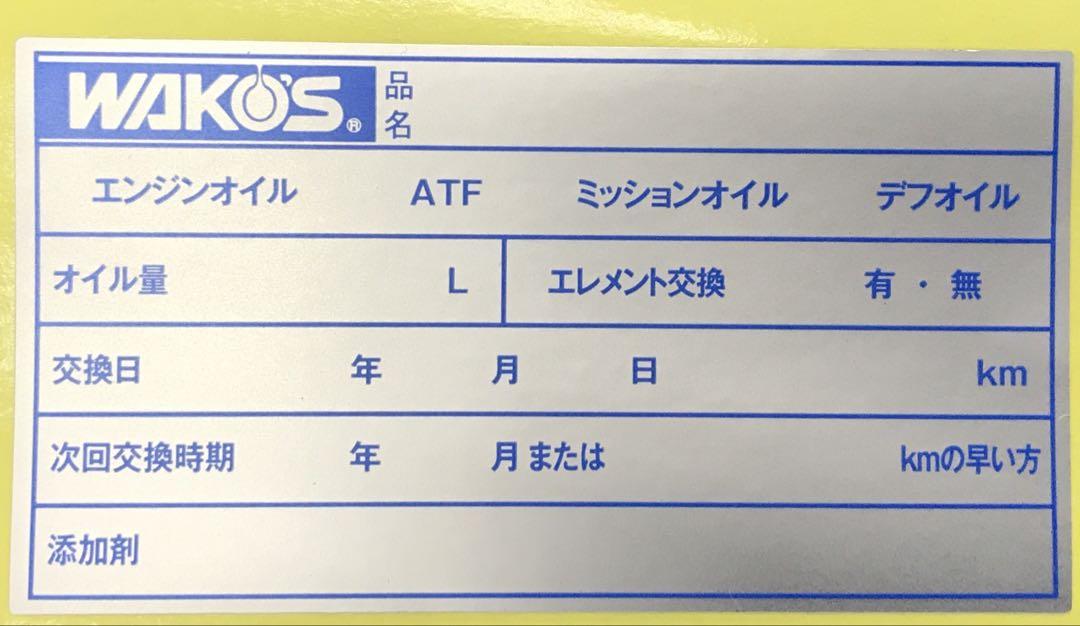 WAKO'S® 品名
エンジンオイル ATF ミッションオイル デフオイル
オイル量 L エレメント交換 有・無
交換日 年 月 日 km
次回交換時期 年 月または kmの早い方
添加剤